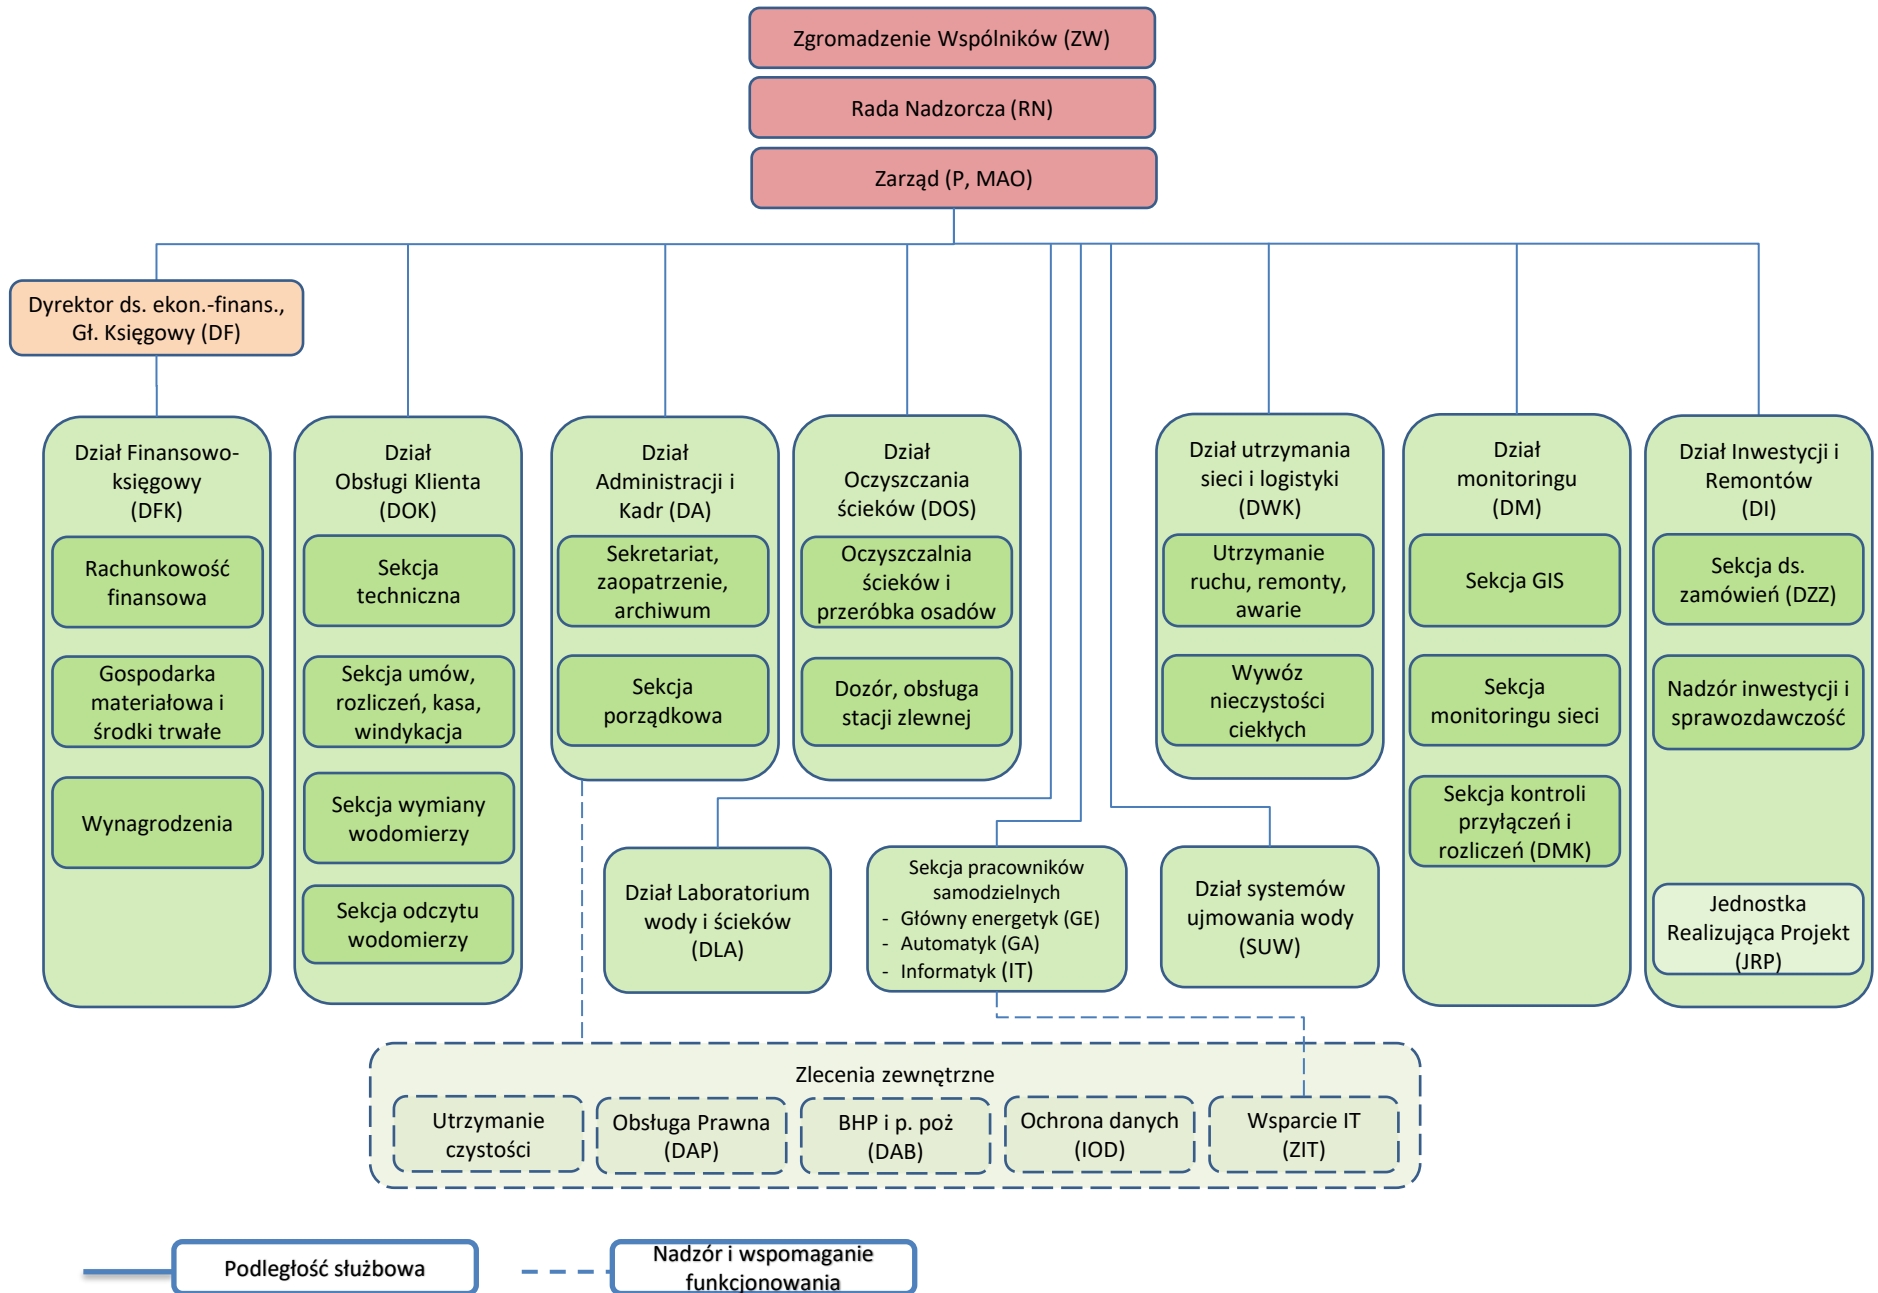 Zgromadzenie Wspólników (ZW)
Rada Nadzorcza (RN)
Zarząd (P, MAO)
Dyrektor ds. ekon.-finans.,
Gł. Księgowy (DF)
Dział Finansowo-
księgowy
(DFK)
Rachunkowość
finansowa
Gospodarka
materiałowa i
środki trwałe
Wynagrodzenia
Dział
Obsługi Klienta
(DOK)
Sekcja
techniczna
Sekcja umów,
rozliczeń, kasa,
windykacja
Sekcja wymiany
wodomierzy
Sekcja odczytu
wodomierzy
Dział
Administracji i
Kadr (DA)
Sekretariat,
zaopatrzenie,
archiwum
Sekcja
porządkowa
Dział
Oczyszczania
ścieków (DOS)
Oczyszczalnia
ścieków i
przeróbka osadów
Dozór, obsługa
stacji zlewnej
Dział utrzymania
sieci i logistyki
(DWK)
Utrzymanie
ruchu, remonty,
awarie
Wywóz
nieczystości
ciekłych
Dział
monitoringu
(DM)
Sekcja GIS
Sekcja
monitoringu sieci
Sekcja kontroli
przyłączeń i
rozliczeń (DMK)
Dział Inwestycji i
Remontów
(DI)
Sekcja ds.
zamówień (DZZ)
Nadzór inwestycji i
sprawozdawczość
Jednostka
Realizująca Projekt
(JRP)
Dział Laboratorium
wody i ścieków
(DLA)
Sekcja pracowników
samodzielnych
- Główny energetyk (GE)
- Automatyk (GA)
- Informatyk (IT)
Dział systemów
ujmowania wody
(SUW)
Zlecenia zewnętrzne
Utrzymanie
czystości
Obsługa Prawna
(DAP)
BHP i p. poż
(DAB)
Ochrona danych
(IOD)
Wsparcie IT
(ZIT)
Podległość służbowa
Nadzór i wspomaganie
funkcjonowania